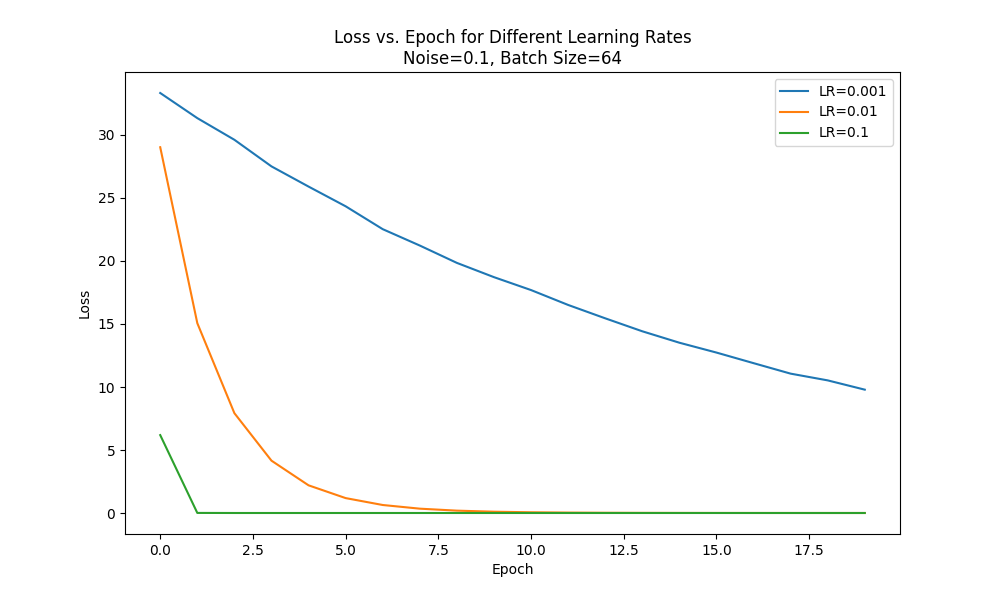 Loss vs. Epoch for Different Learning Rates
Noise=0.1, Batch Size=64
LR=0.001
LR=0.01
LR=0.1
30
25
20
15
10
5
0
Loss
0.0 2.5 5.0 7.5 10.0 12.5 15.0 17.5
Epoch